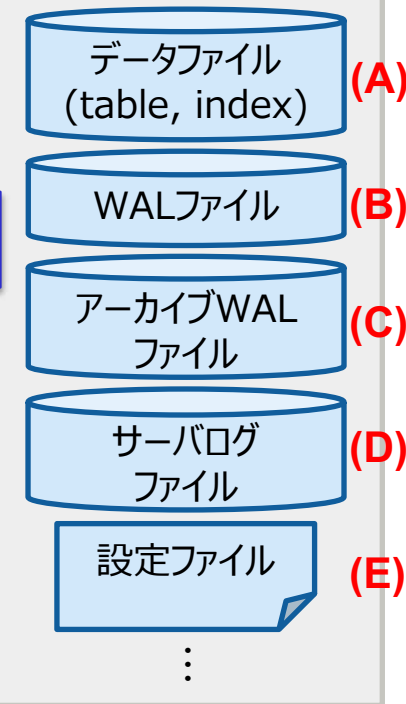 データファイル
(table, index)
(A)
WALファイル
(B)
アーカイブWAL
ファイル
(C)
サーバログ
ファイル
(D)
設定ファイル
(E)
⋮